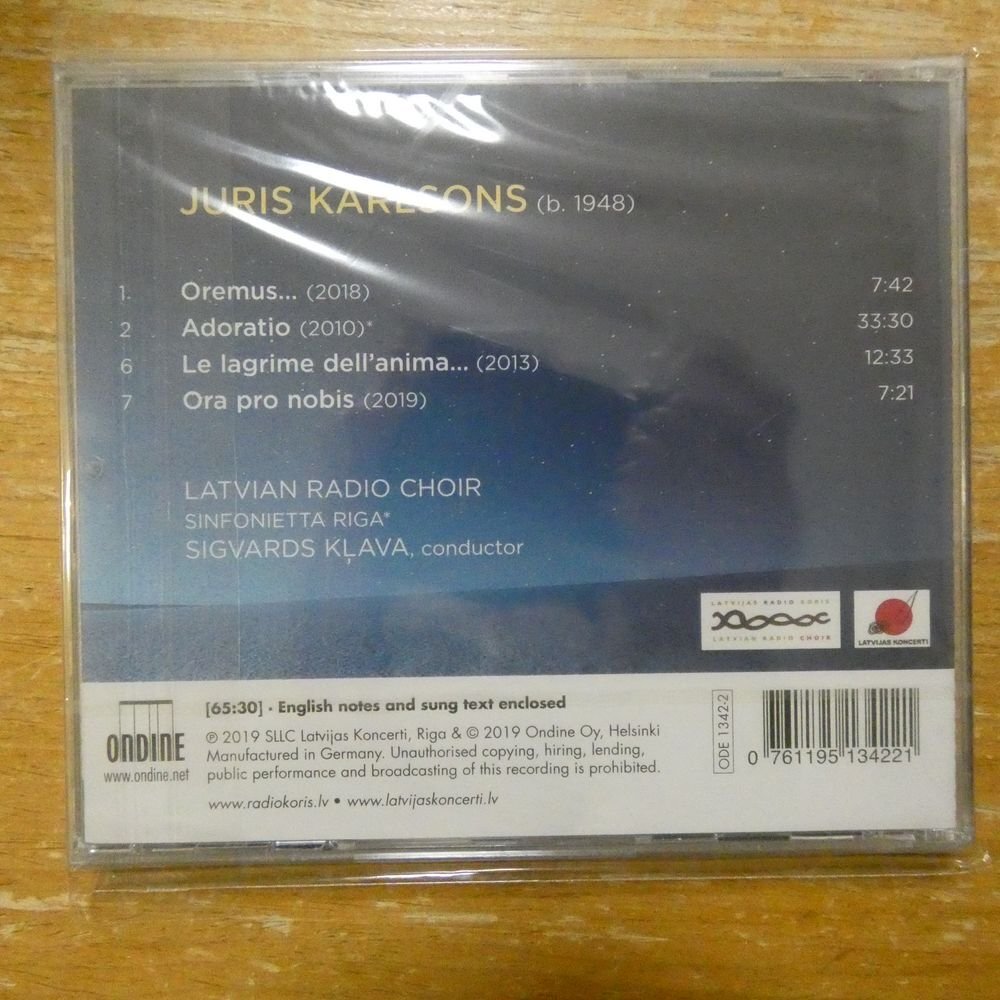 JURIS KARLSONS (b. 1948)
1. Oremus... (2018) 7:42
2 Adoratio (2010)* 33:30
6 Le lagrime dell'anima... (2013) 12:33
7 Ora pro nobis (2019) 7:21
LATVIAN RADIO CHOIR
SINFONIETTA RIGA*
SIGVARDS KĻAVA, conductor
LATVIJAS RADIO KORIS
LATVIAN RADIO CHOIR
LATVIJAS KONCERTI
ONDINE
www.ondine.net
[65:30] · English notes and sung text enclosed
℗ 2019 SLLC Latvijas Koncerti, Riga & © 2019 Ondine Oy, Helsinki
Manufactured in Germany. Unauthorised copying, hiring, lending,
public performance and broadcasting of this recording is prohibited.
www.radiokoris.lv • www.latvijaskoncerti.lv
ODE 1342-2
0 761195 134221